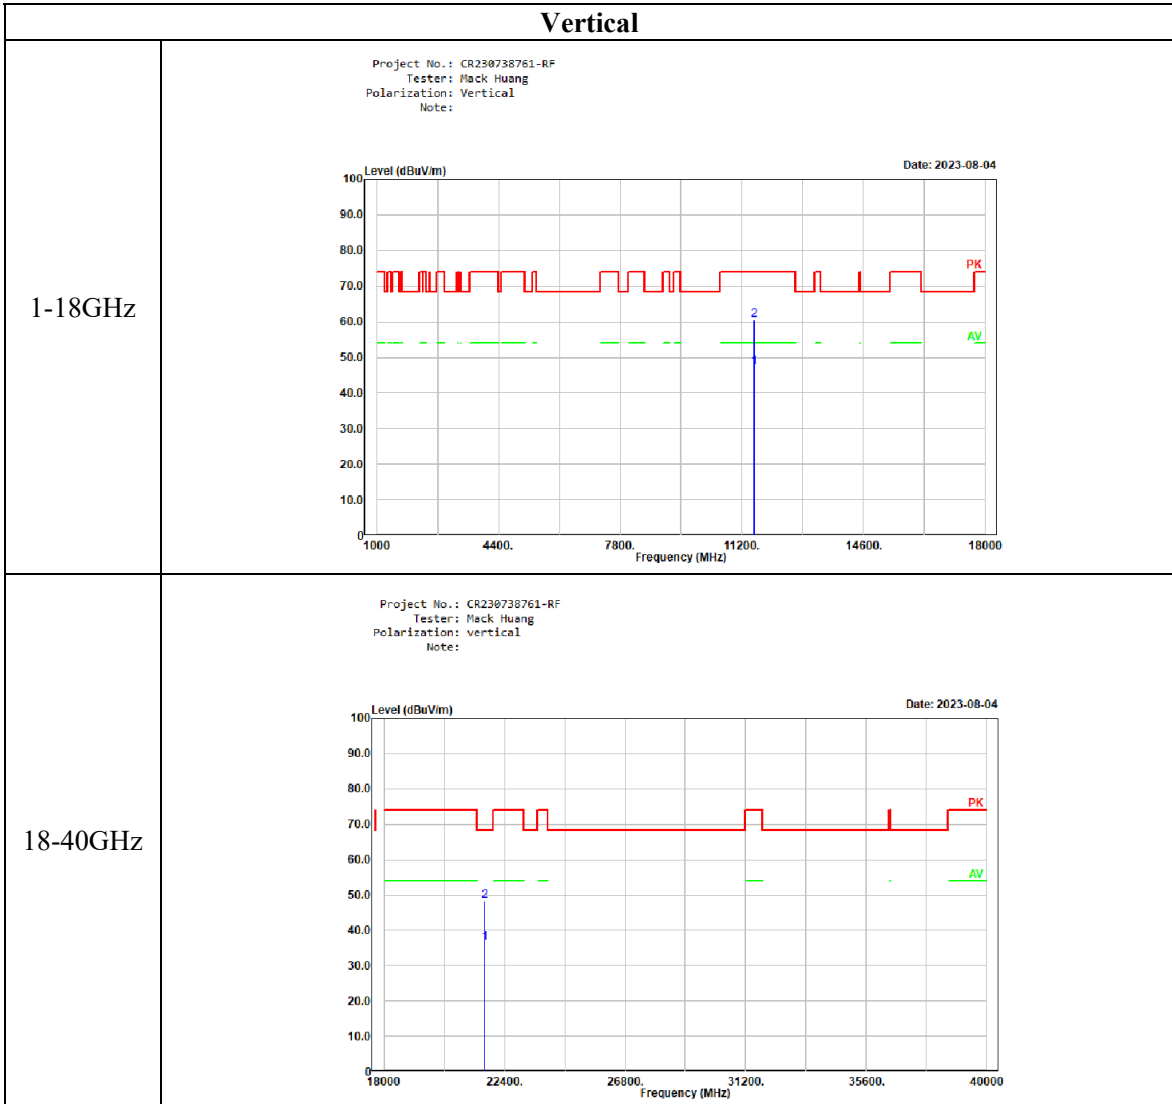 Vertical
1-18GHz
Project No.: CR230738761-RF
Tester: Mack Huang
Polarization: Vertical
Note:
Level (dBuV/m)
Date: 2023-08-04
100
90.0
80.0
70.0
60.0
50.0
40.0
30.0
20.0
10.0
0
PK
AV
2
1
1000 4400. 7800. 11200. 14600. 18000
Frequency (MHz)
18-40GHz
Project No.: CR230738761-RF
Tester: Mack Huang
Polarization: vertical
Note:
Level (dBuV/m)
Date: 2023-08-04
100
90.0
80.0
70.0
60.0
50.0
40.0
30.0
20.0
10.0
0
PK
AV
2
1
18000 22400. 26800. 31200. 35600. 40000
Frequency (MHz)